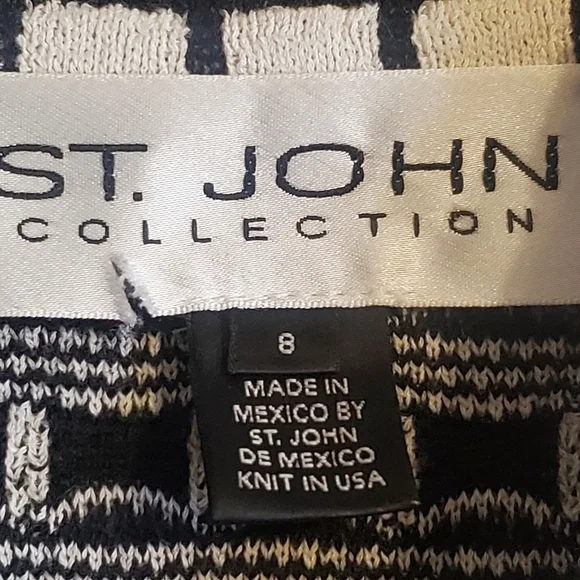 ST. JOHN
COLLECTION
8
MADE IN
MEXICO BY
ST. JOHN
DE MEXICO
KNIT IN USA